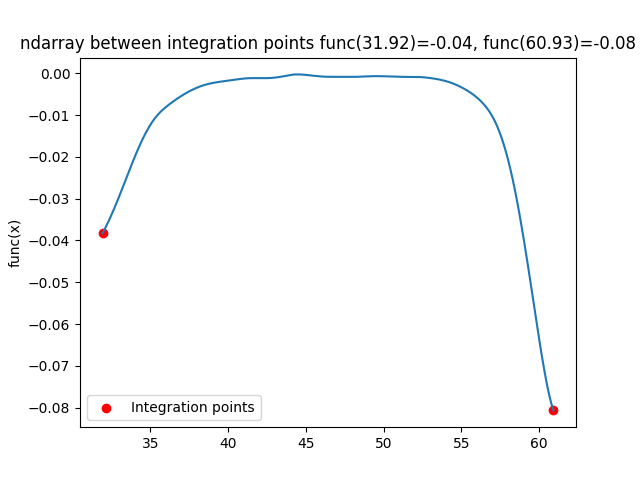 ndarray between integration points func(31.92)=-0.04, func(60.93)=-0.08
func(x)
0.00
−0.01
−0.02
−0.03
−0.04
−0.05
−0.06
−0.07
−0.08
Integration points
35 40 45 50 55 60